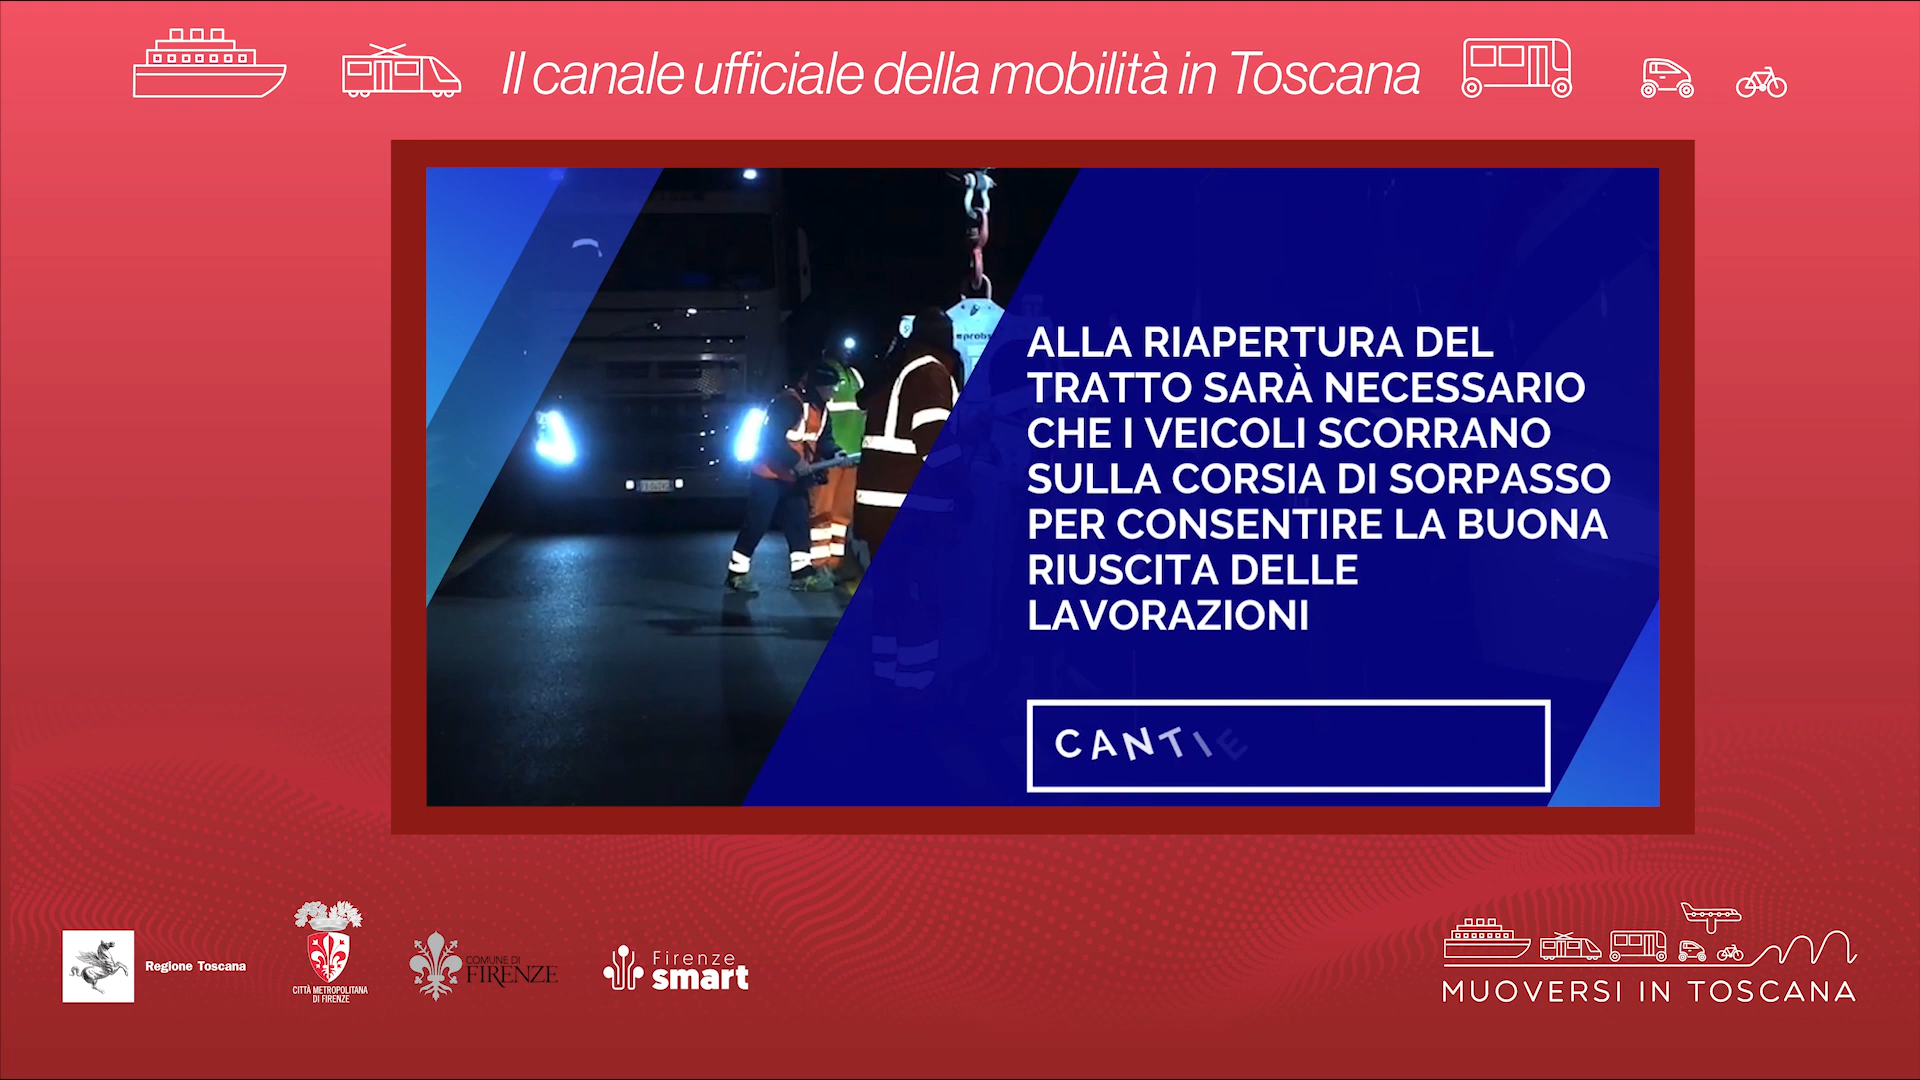 Il canale ufficiale della mobilità in Toscana
ALLA RIAPERTURA DEL
TRATTO SARÀ NECESSARIO
CHE I VEICOLI SCORRANO
SULLA CORSIA DI SORPASSO
PER CONSENTIRE LA BUONA
RIUSCITA DELLE
LAVORAZIONI
CANTIE
Regione Toscana
CITTÀ METROPOLITANA
DI FIRENZE
COMUNE DI
FIRENZE
Firenze
smart
MUOVERSI IN TOSCANA